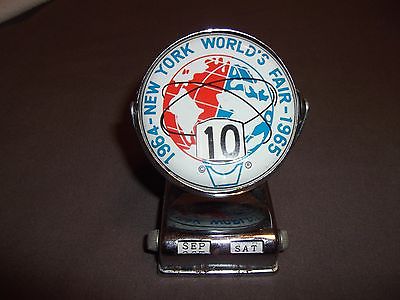 1964-NEW YORK WORLD'S FAIR-1965
10
© ®
SEP
SAT